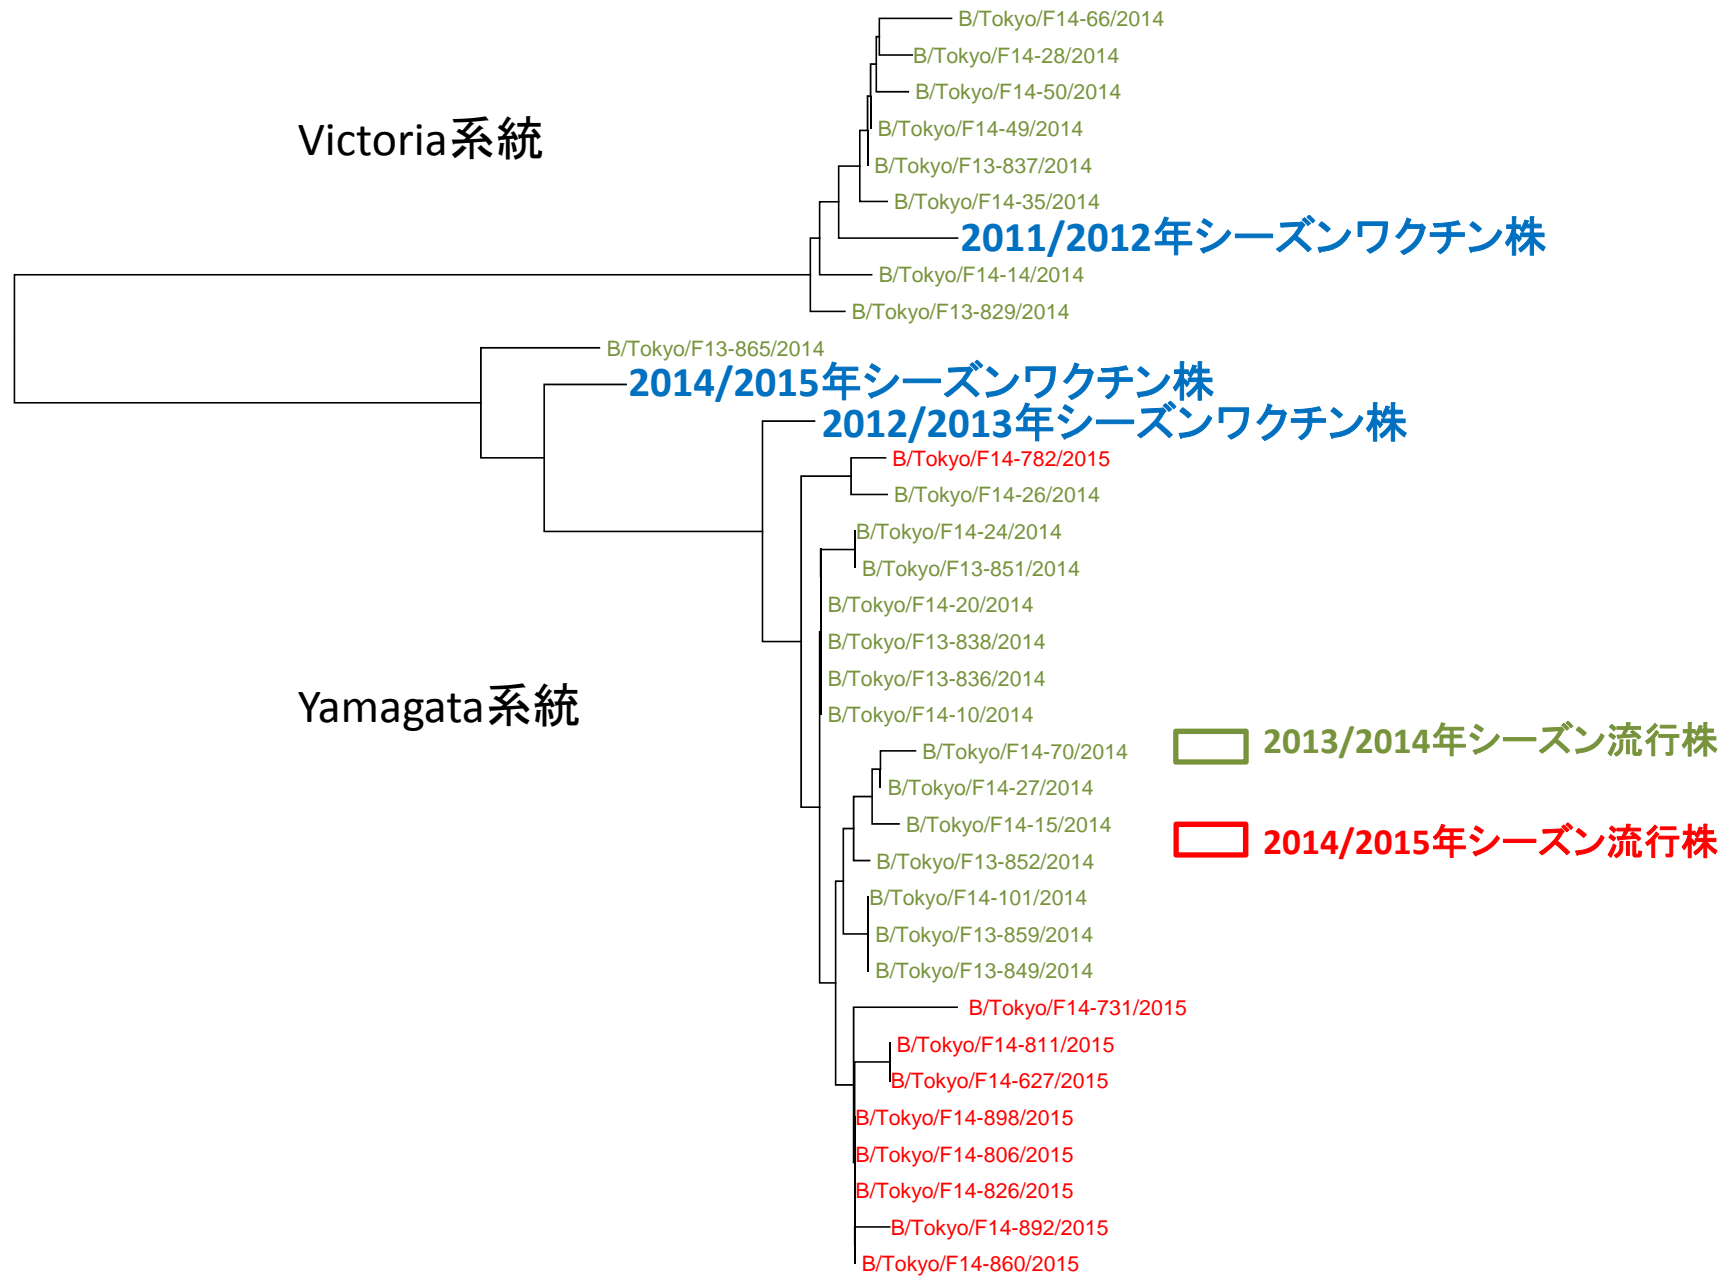 B/Tokyo/F14-66/2014
B/Tokyo/F14-28/2014
B/Tokyo/F14-50/2014
Victoria系統
B/Tokyo/F14-49/2014
B/Tokyo/F13-837/2014
B/Tokyo/F14-35/2014
2011/2012年シーズンワクチン株
B/Tokyo/F14-14/2014
B/Tokyo/F13-829/2014
B/Tokyo/F13-865/2014
2014/2015年シーズンワクチン株
2012/2013年シーズンワクチン株
B/Tokyo/F14-782/2015
B/Tokyo/F14-26/2014
B/Tokyo/F14-24/2014
B/Tokyo/F13-851/2014
B/Tokyo/F14-20/2014
B/Tokyo/F13-838/2014
B/Tokyo/F13-836/2014
Yamagata系統
B/Tokyo/F14-10/2014
2013/2014年シーズン流行株
B/Tokyo/F14-70/2014
B/Tokyo/F14-27/2014
B/Tokyo/F14-15/2014
2014/2015年シーズン流行株
B/Tokyo/F13-852/2014
B/Tokyo/F14-101/2014
B/Tokyo/F13-859/2014
B/Tokyo/F13-849/2014
B/Tokyo/F14-731/2015
B/Tokyo/F14-811/2015
B/Tokyo/F14-627/2015
B/Tokyo/F14-898/2015
B/Tokyo/F14-806/2015
B/Tokyo/F14-826/2015
B/Tokyo/F14-892/2015
B/Tokyo/F14-860/2015